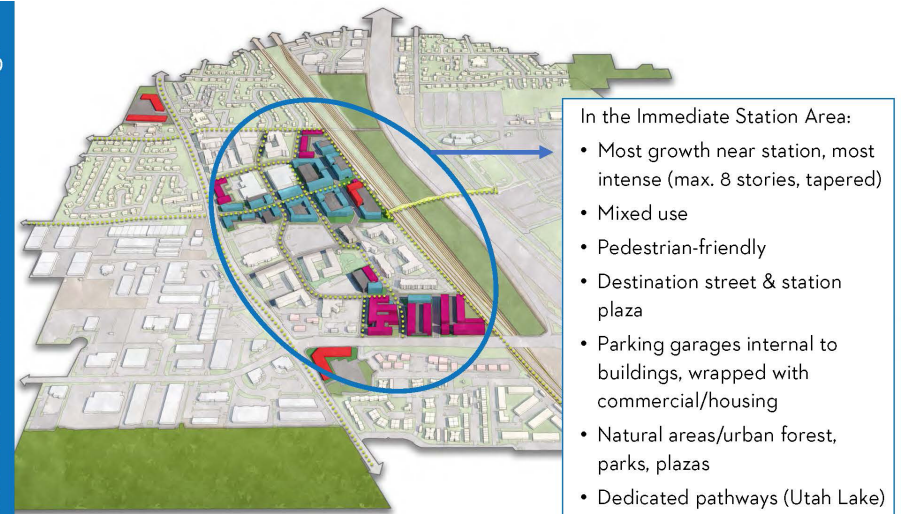 In the Immediate Station Area:
• Most growth near station, most
intense (max. 8 stories, tapered)
• Mixed use
• Pedestrian-friendly
• Destination street & station
plaza
• Parking garages internal to
buildings, wrapped with
commercial/housing
• Natural areas/urban forest,
parks, plazas
• Dedicated pathways (Utah Lake)